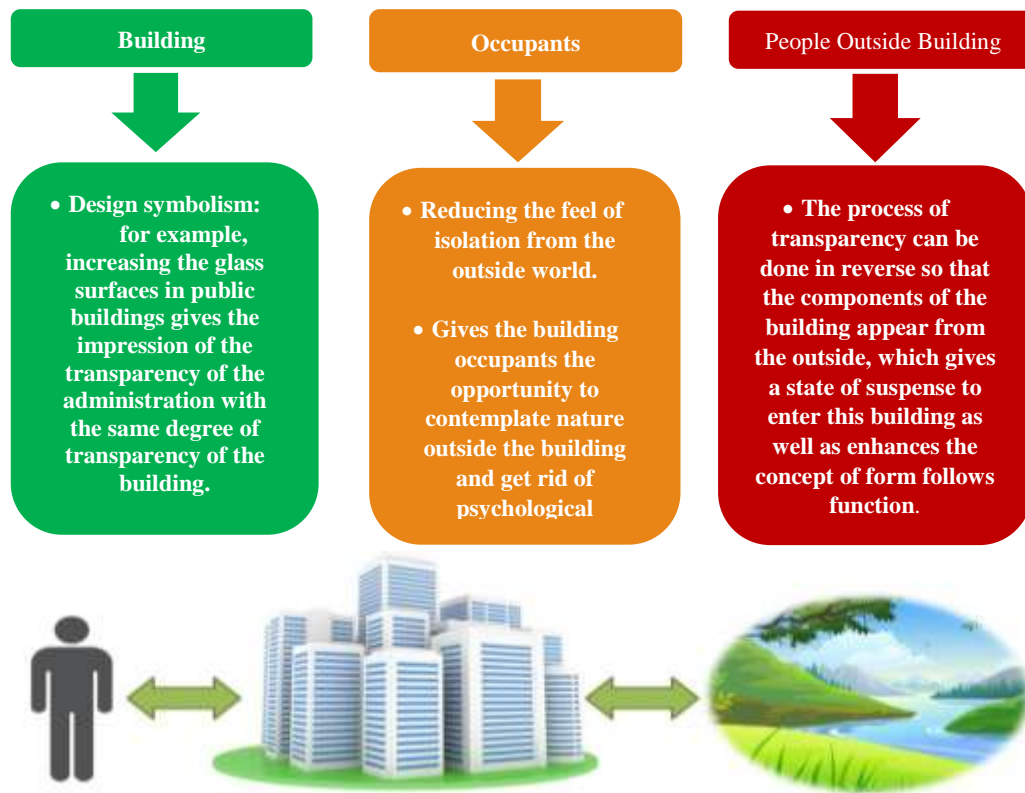 Building
Occupants
People Outside Building
• Design symbolism:
for example,
increasing the glass
surfaces in public
buildings gives the
impression of the
transparency of the
administration with
the same degree of
transparency of the
building.
• Reducing the feel of
isolation from the
outside world.
• Gives the building
occupants the
opportunity to
contemplate nature
outside the building
and get rid of
psychological
• The process of
transparency can be
done in reverse so that
the components of the
building appear from
the outside, which gives
a state of suspense to
enter this building as
well as enhances the
concept of form follows
function.